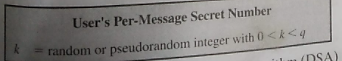 User's Per-Message Secret Number
k = random or pseudorandom integer with 0 < k < q
(DSA)